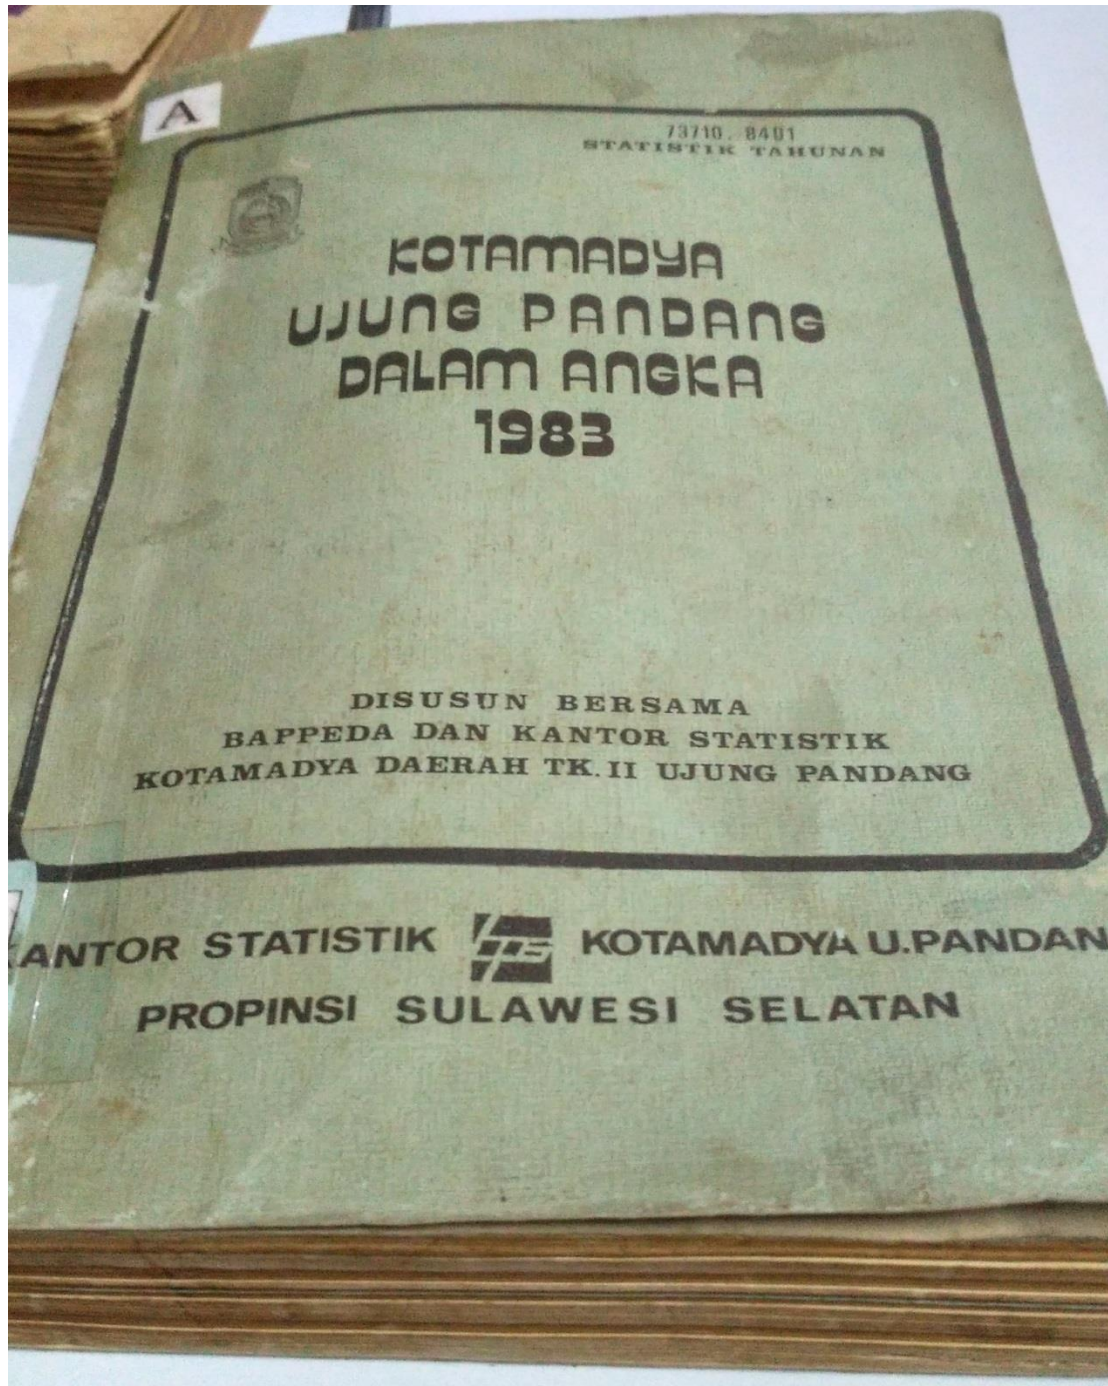 A
73710. 8401
STATISTIK TAHUNAN
KOTAMADYA
UJUNG PANDANG
DALAM ANGKA
1983
DISUSUN BERSAMA
BAPPEDA DAN KANTOR STATISTIK
KOTAMADYA DAERAH TK. II UJUNG PANDANG
KANTOR STATISTIK KOTAMADYA U.PANDAN
PROPINSI SULAWESI SELATAN